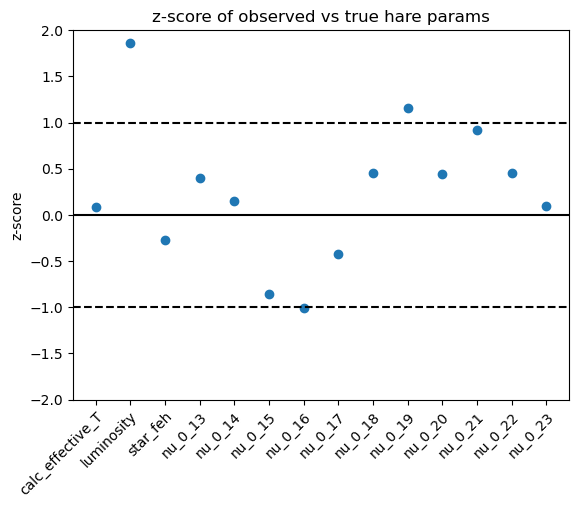 z-score of observed vs true hare params
2.0
1.5
1.0
0.5
0.0
−0.5
−1.0
−1.5
−2.0
z-score
calc_effective_T
luminosity
star_feh
nu_0_13
nu_0_14
nu_0_15
nu_0_16
nu_0_17
nu_0_18
nu_0_19
nu_0_20
nu_0_21
nu_0_22
nu_0_23